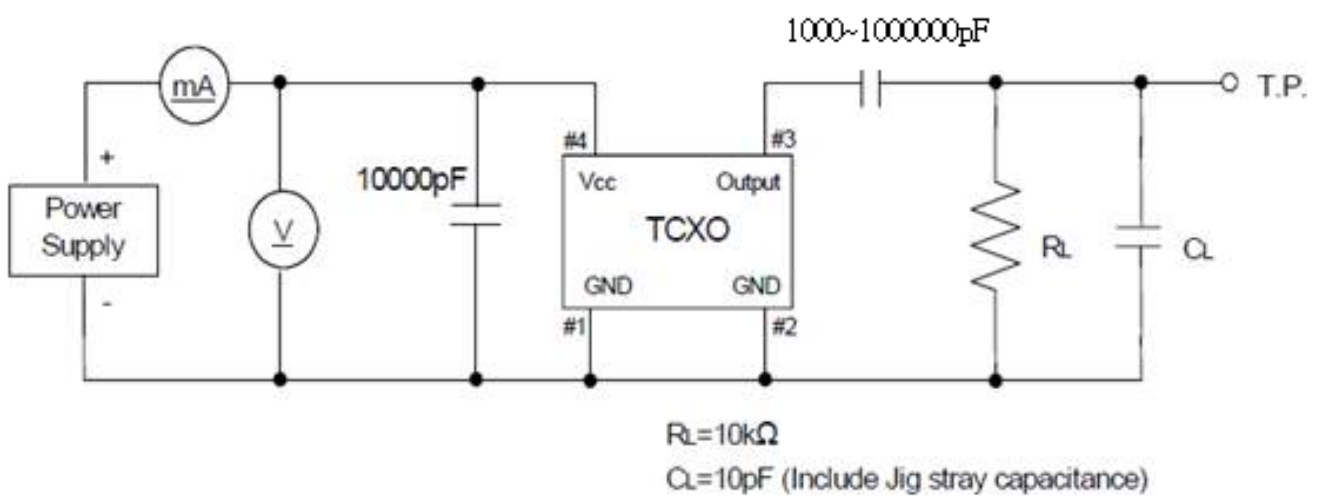 1000~1000000pF
mA
T.P.
+
#4
#3
10000pF
Vcc
Output
Power
Supply
V
TCXO
RL
CL
GND
GND
-
#1
#2
RL=10kΩ
CL=10pF (Include Jig stray capacitance)